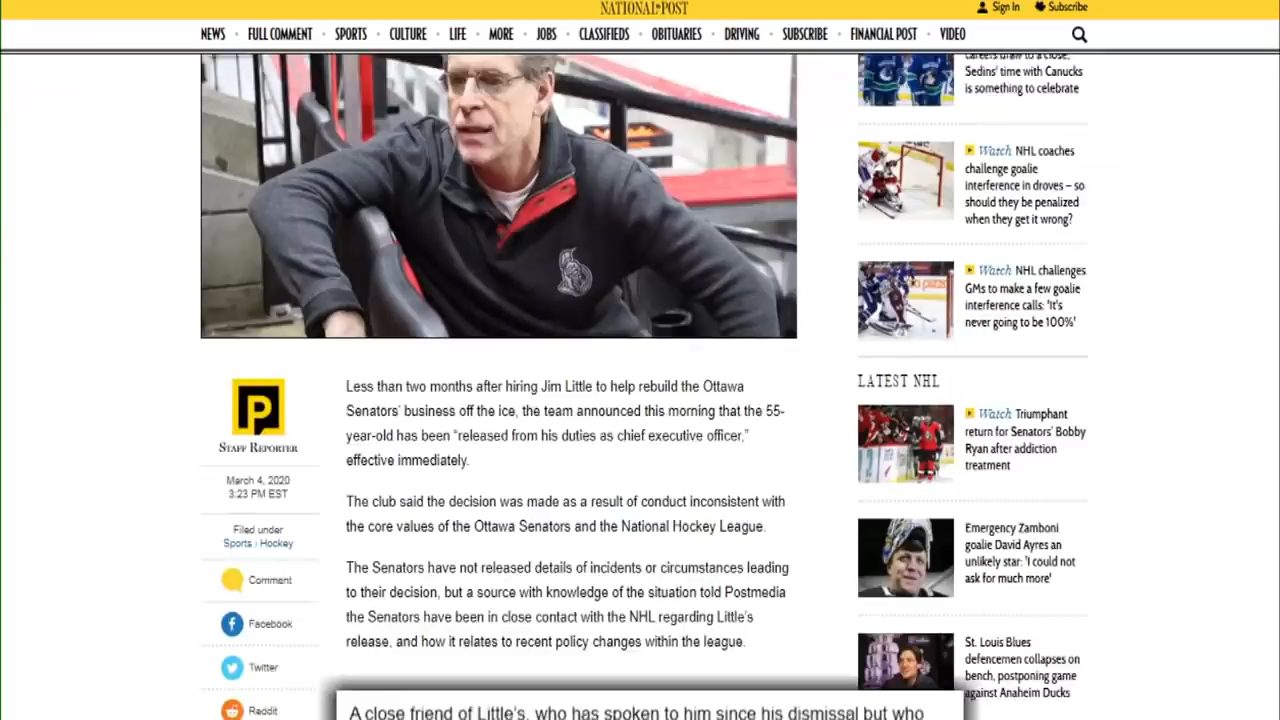 NATIONAL POST
Sign In
Subscribe
NEWS • FULL COMMENT • SPORTS • CULTURE • LIFE • MORE • JOBS • CLASSIFIEDS • OBITUARIES • DRIVING • SUBSCRIBE • FINANCIAL POST • VIDEO
Sedins' time with Canucks
is something to celebrate
Watch NHL coaches
challenge goalie
interference in droves – so
should they be penalized
when they get it wrong?
Watch NHL challenges
GMs to make a few goalie
interference calls: 'It's
never going to be 100%'
LATEST NHL
Watch Triumphant
return for Senators' Bobby
Ryan after addiction
treatment
Emergency Zamboni
goalie David Ayres an
unlikely star: 'I could not
ask for much more'
St. Louis Blues
defencemen collapses on
bench, postponing game
against Anaheim Ducks
P
STAFF REPORTER
March 4, 2020
3:23 PM EST
Filed under
Sports › Hockey
Comment
Facebook
Twitter
Reddit
Less than two months after hiring Jim Little to help rebuild the Ottawa
Senators' business off the ice, the team announced this morning that the 55-
year-old has been “released from his duties as chief executive officer,”
effective immediately.
The club said the decision was made as a result of conduct inconsistent with
the core values of the Ottawa Senators and the National Hockey League.
The Senators have not released details of incidents or circumstances leading
to their decision, but a source with knowledge of the situation told Postmedia
the Senators have been in close contact with the NHL regarding Little's
release, and how it relates to recent policy changes within the league.
A close friend of Little's, who has spoken to him since his dismissal but who